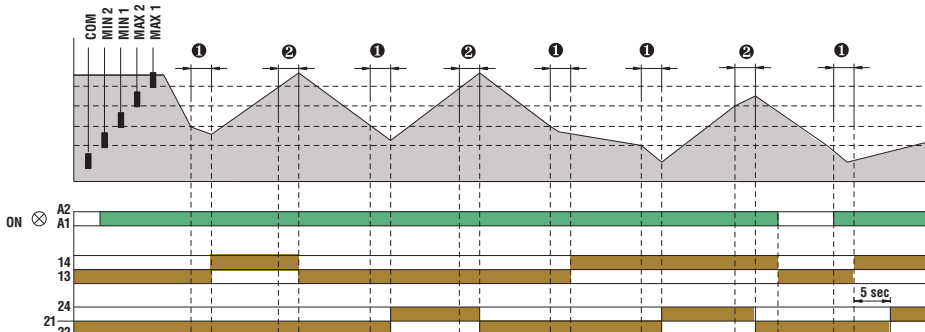 COM
MIN 2
MIN 1
MAX 2
MAX 1
❶ ❷ ❶ ❷ ❶ ❶ ❷ ❶
A2
ON A1
14
13
5 sec
24
21
22